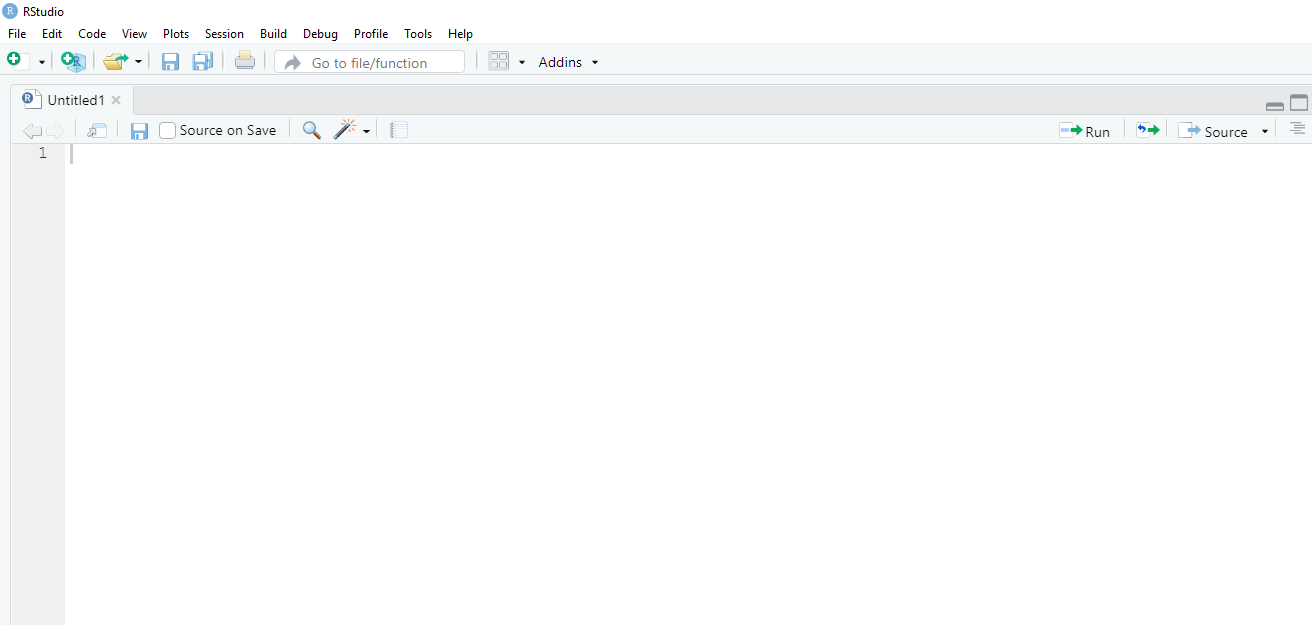 R RStudio
File Edit Code View Plots Session Build Debug Profile Tools Help
R Go to file/function Addins
R Untitled1
Source on Save Run Source
1